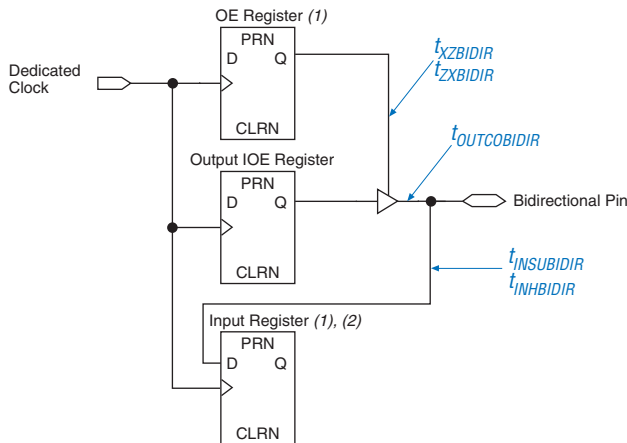 OE Register (1)
PRN
D Q
CLRN
Dedicated
Clock
tXZBIDIR
tZXBIDIR
tOUTCOBIDIR
Output IOE Register
PRN
D Q
CLRN
Bidirectional Pin
tINSUBIDIR
tINHBIDIR
Input Register (1), (2)
PRN
D Q
CLRN